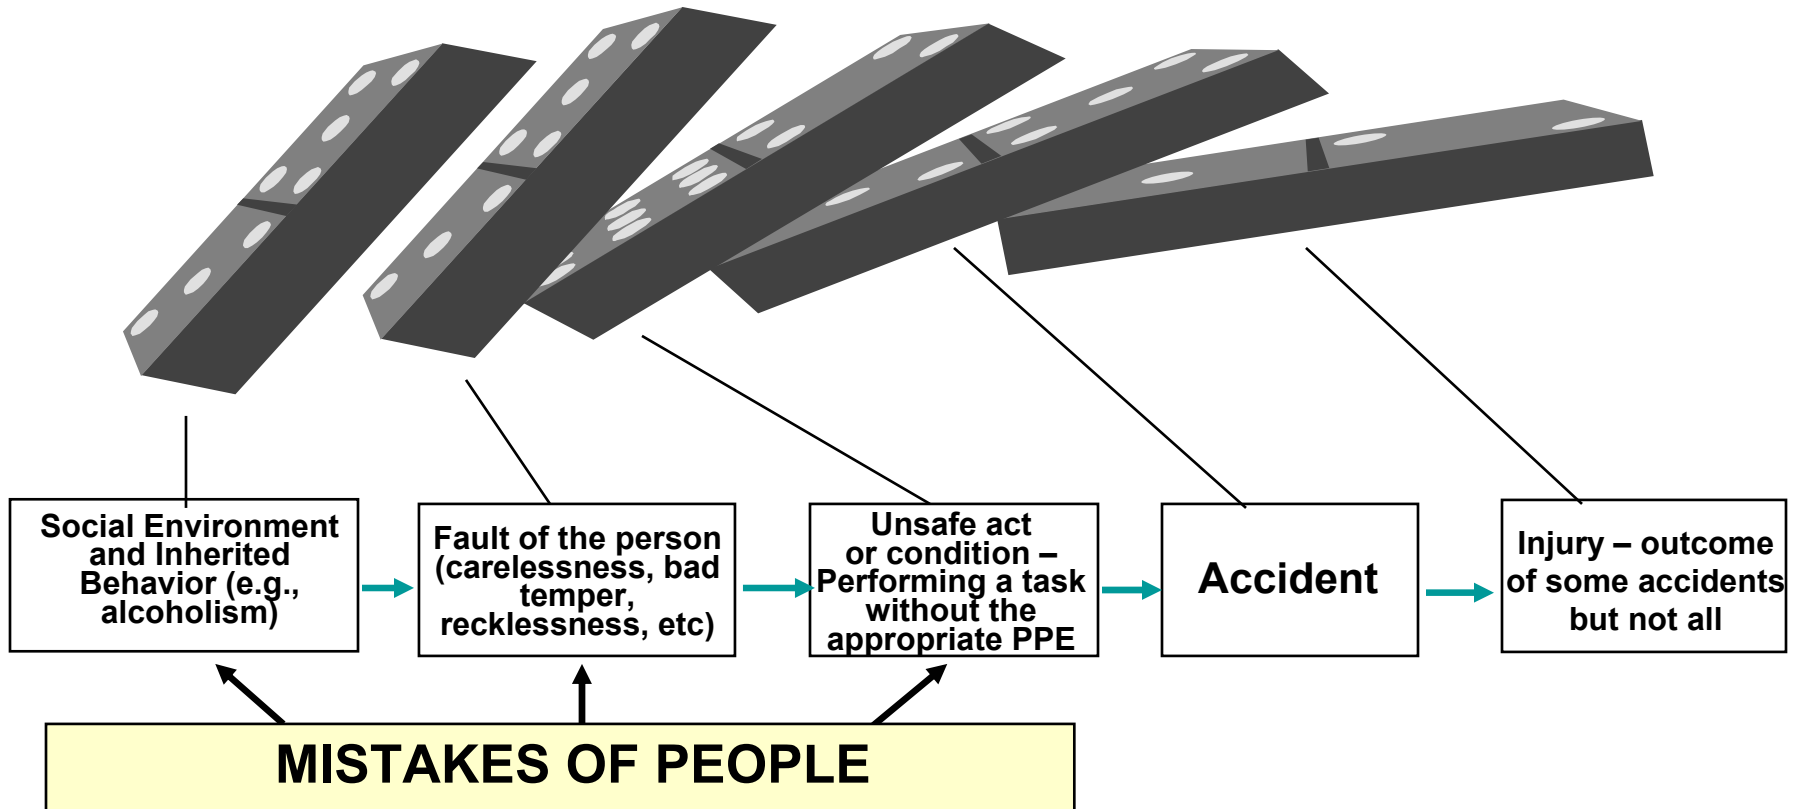 Social Environment
and Inherited
Behavior (e.g.,
alcoholism)
Fault of the person
(carelessness, bad
temper,
recklessness, etc)
Unsafe act
or condition –
Performing a task
without the
appropriate PPE
Accident
Injury – outcome
of some accidents
but not all
MISTAKES OF PEOPLE